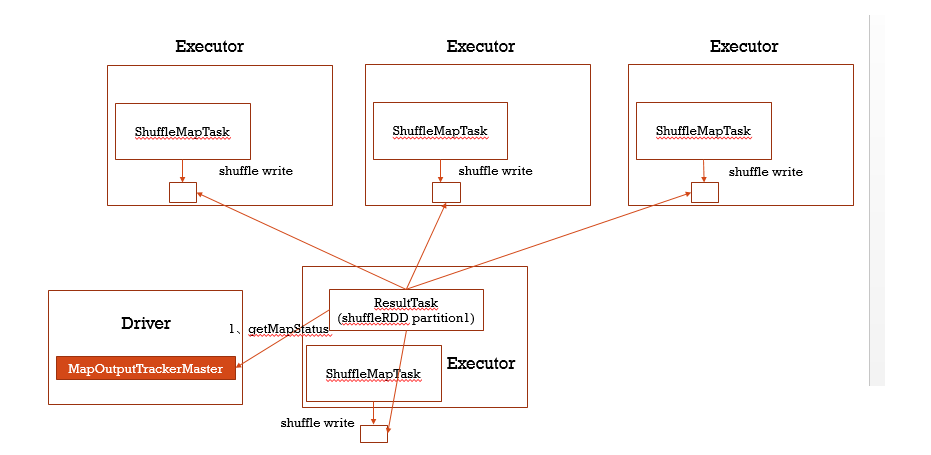 Executor
Executor
Executor
ShuffleMapTask
ShuffleMapTask
ShuffleMapTask
shuffle write
shuffle write
shuffle write
ResultTask
(shuffleRDD partition1)
Driver
1、getMapStatus
MapOutputTrackerMaster
ShuffleMapTask
Executor
shuffle write